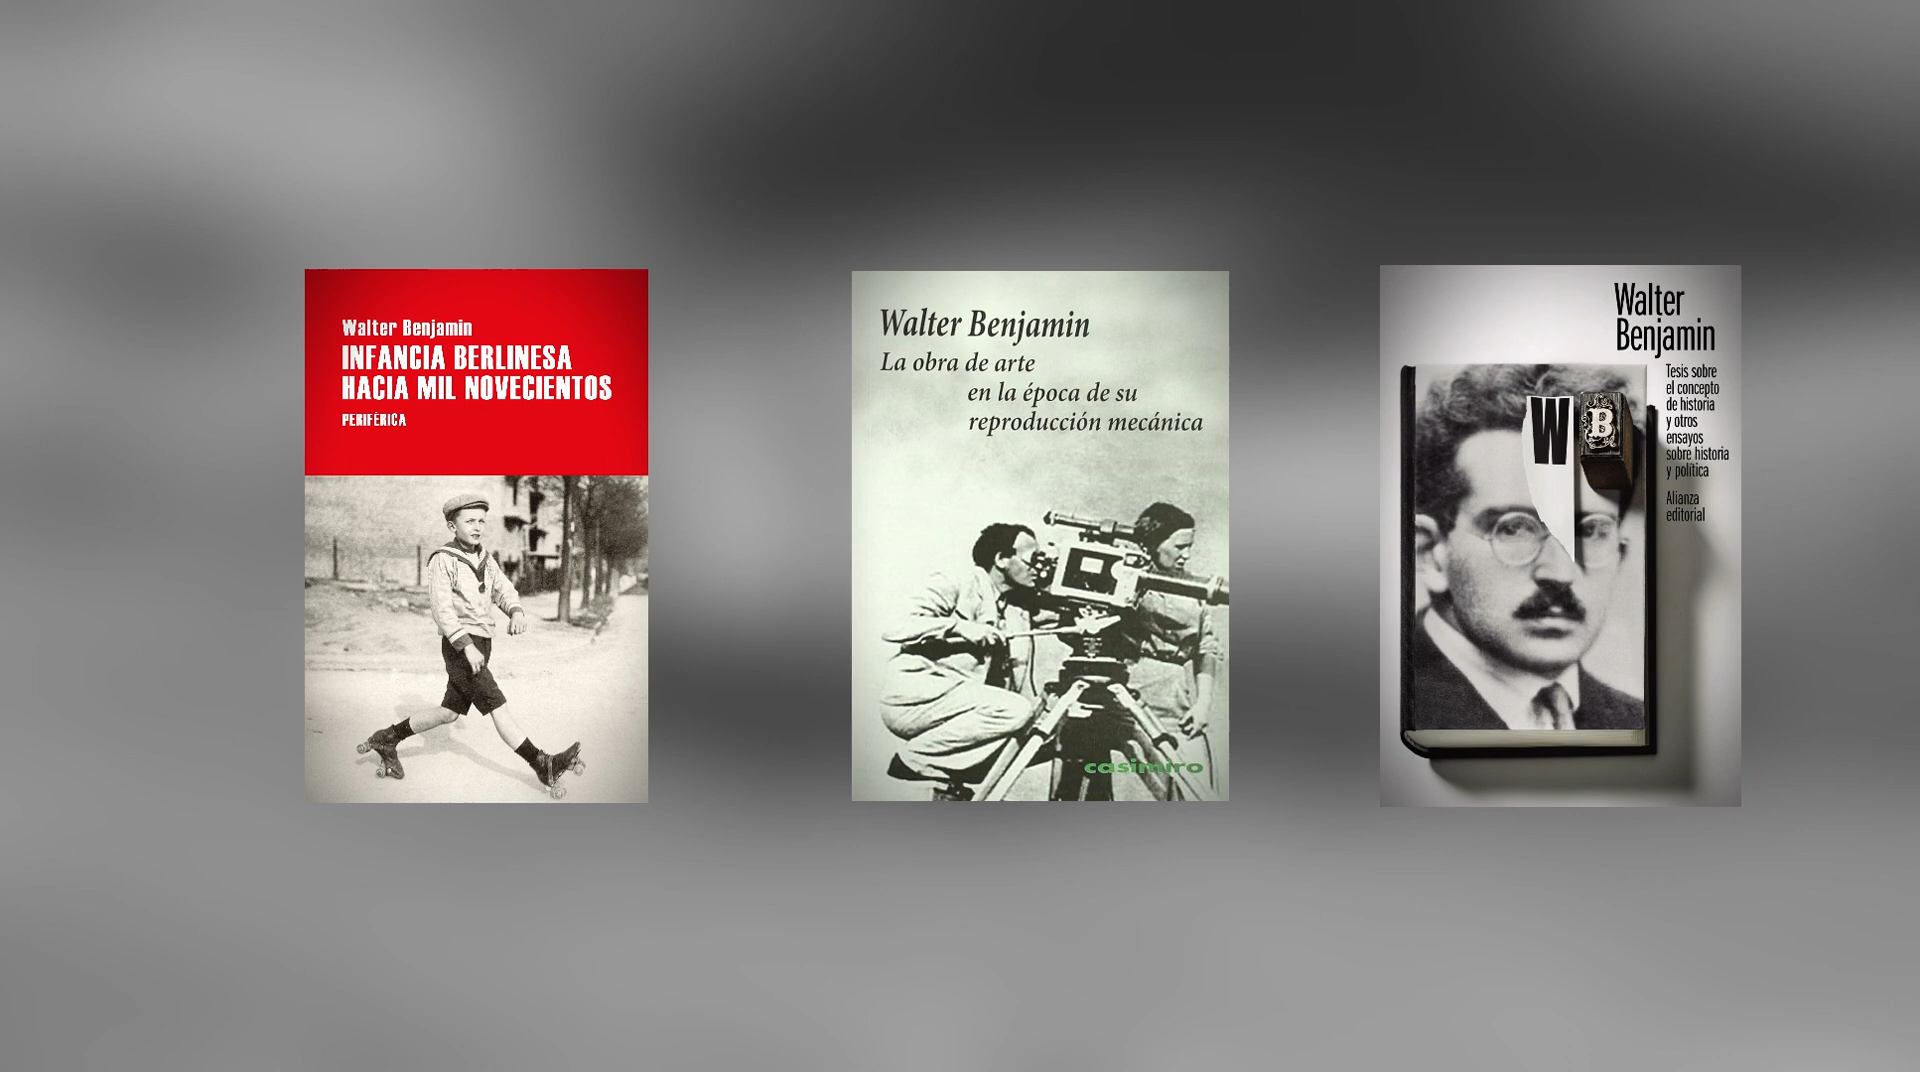 Walter Benjamin
INFANCIA BERLINESA
HACIA MIL NOVECIENTOS
PERIFÉRICA
Walter Benjamin
La obra de arte
en la época de su
reproducción mecánica
casimiro
Walter
Benjamin
Tesis sobre
el concepto
de historia
y otros
ensayos
sobre historia
y política
Alianza
editorial
W
B